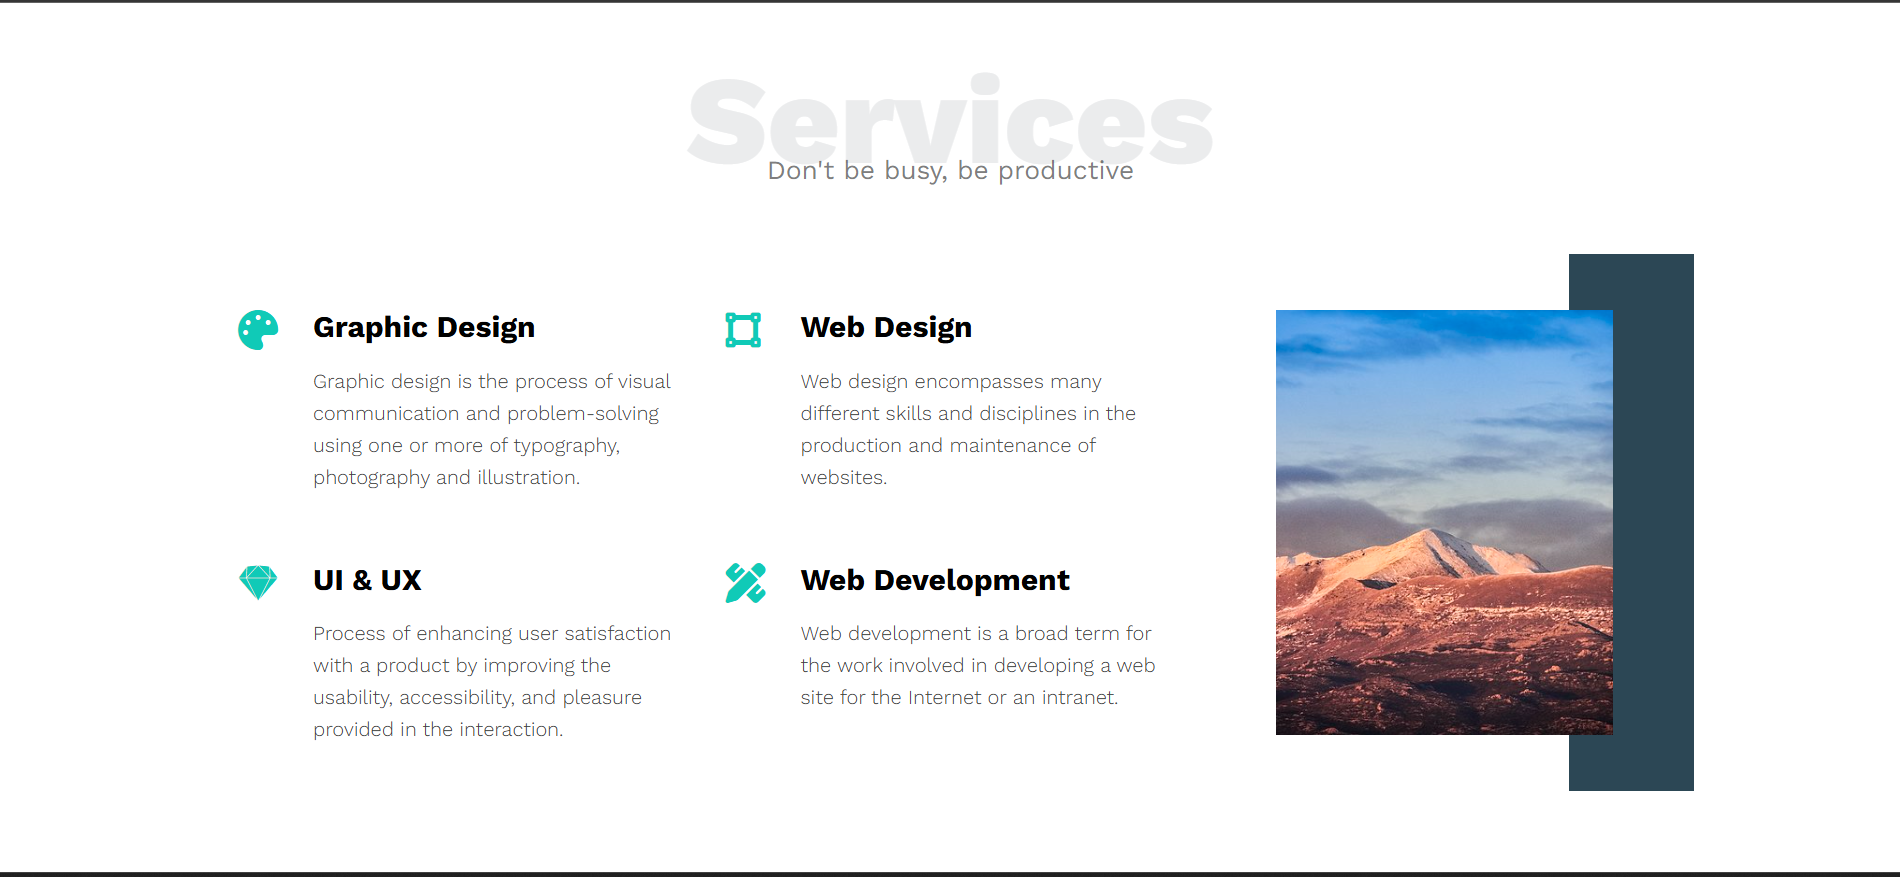 Services
Don't be busy, be productive
Graphic Design
Graphic design is the process of visual
communication and problem-solving
using one or more of typography,
photography and illustration.
Web Design
Web design encompasses many
different skills and disciplines in the
production and maintenance of
websites.
UI & UX
Process of enhancing user satisfaction
with a product by improving the
usability, accessibility, and pleasure
provided in the interaction.
Web Development
Web development is a broad term for
the work involved in developing a web
site for the Internet or an intranet.